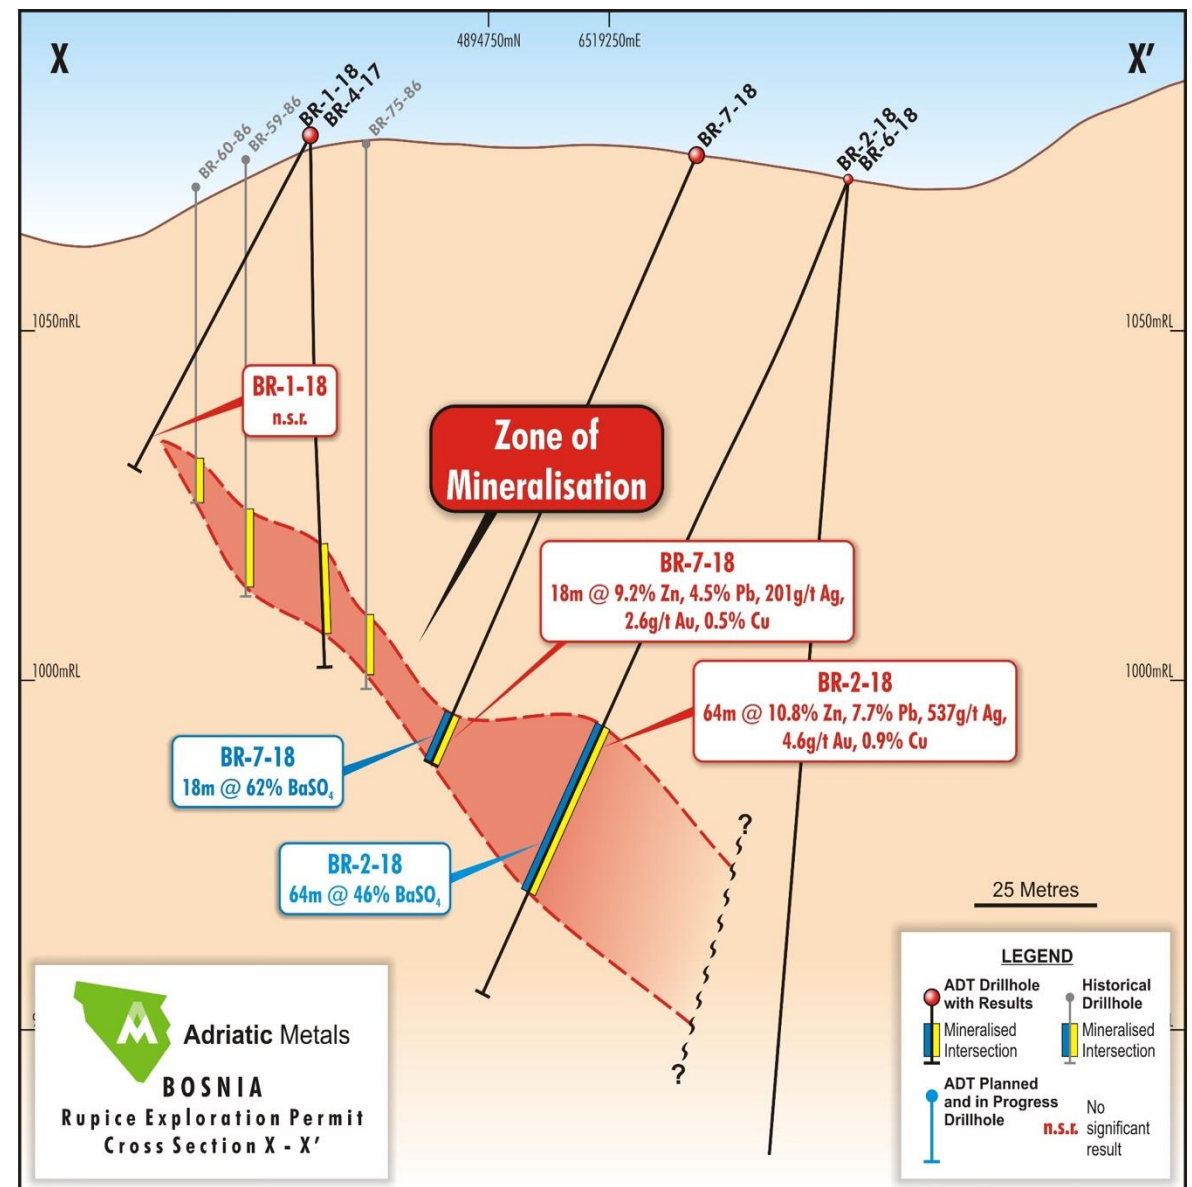 X
4894750mN
6519250mE
X'
BR-60-86
BR-59-86
BR-1-18
BR-4-17
BR-75-86
BR-7-18
BR-2-18
BR-6-18
1050mRL
1050mRL
BR-1-18
n.s.r.
Zone of
Mineralisation
BR-7-18
18m @ 9.2% Zn, 4.5% Pb, 201g/t Ag,
2.6g/t Au, 0.5% Cu
1000mRL
1000mRL
BR-2-18
64m @ 10.8% Zn, 7.7% Pb, 537g/t Ag,
4.6g/t Au, 0.9% Cu
BR-7-18
18m @ 62% BaSO₄
BR-2-18
64m @ 46% BaSO₄
?
?
25 Metres
Adriatic Metals
BOSNIA
Rupice Exploration Permit
Cross Section X - X'
LEGEND
ADT Drillhole
with Results
Mineralised
Intersection
Historical
Drillhole
Mineralised
Intersection
ADT Planned
and in Progress
Drillhole
n.s.r.
No
significant
result